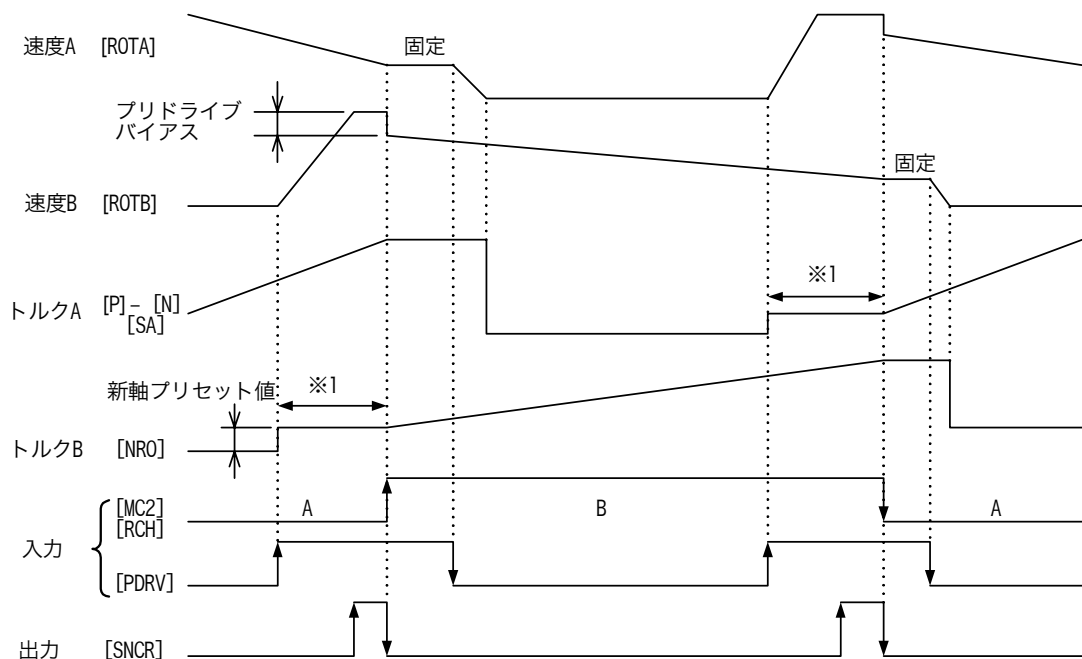 速度A [ROTA]
固定
プリドライブ
バイアス
固定
速度B [ROTB]
※1
トルクA [P]− [N]
[SA]
新軸プリセット値 ※1
トルクB [NRO]
[MC2]
[RCH]
A B A
入力
[PDRV]
出力 [SNCR]